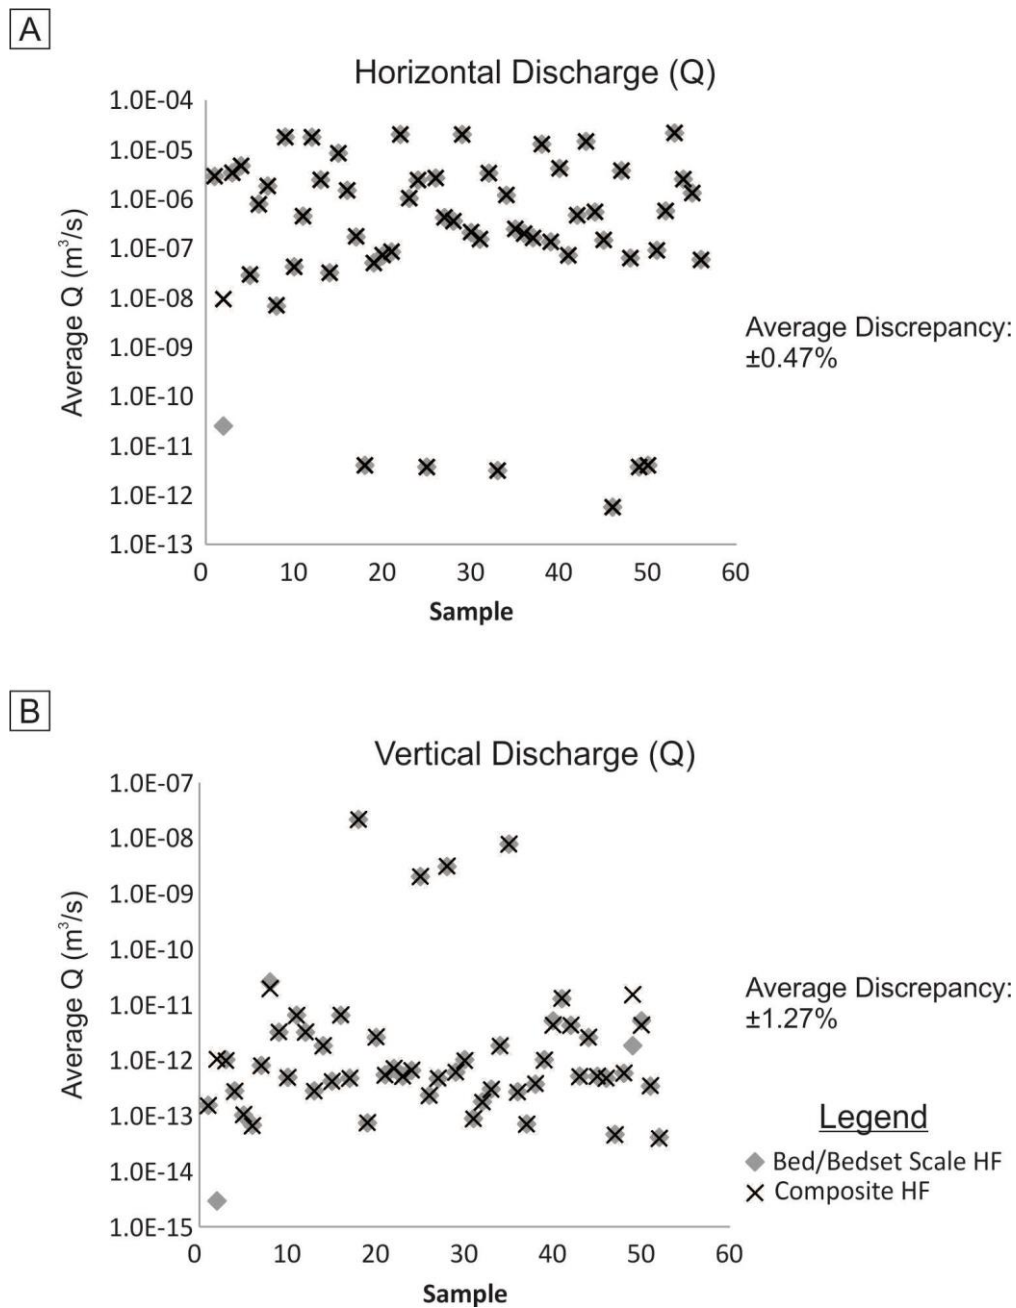 A
Horizontal Discharge (Q)
1.0E-04
1.0E-05
1.0E-06
1.0E-07
1.0E-08
1.0E-09
1.0E-10
1.0E-11
1.0E-12
1.0E-13
Average Q (m³/s)
0 10 20 30 40 50 60
Sample
Average Discrepancy:
±0.47%
B
Vertical Discharge (Q)
1.0E-07
1.0E-08
1.0E-09
1.0E-10
1.0E-11
1.0E-12
1.0E-13
1.0E-14
1.0E-15
Average Q (m³/s)
0 10 20 30 40 50 60
Sample
Average Discrepancy:
±1.27%
Legend
Bed/Bedset Scale HF
Composite HF